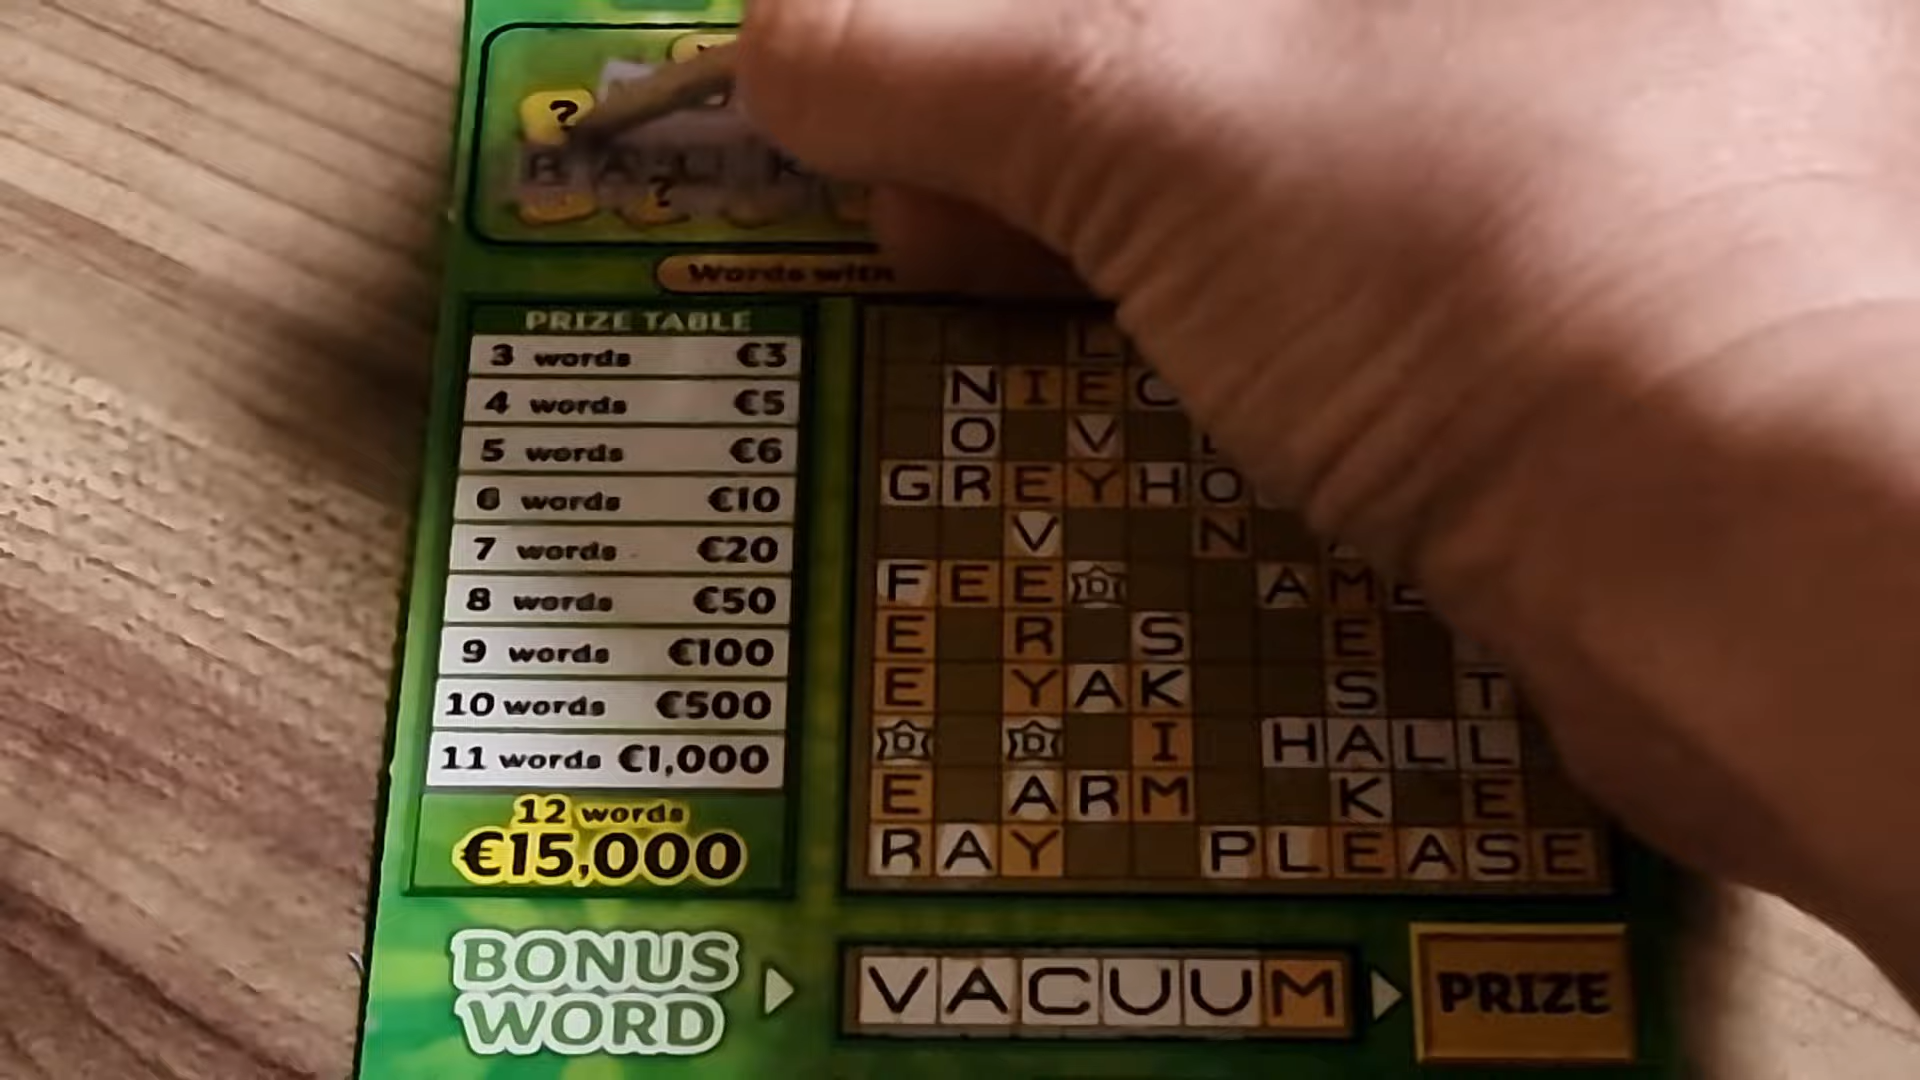 ?
R A U K
?
Words with
PRIZE TABLE
3 words €3
4 words €5
5 words €6
6 words €10
7 words €20
8 words €50
9 words €100
10 words €500
11 words €1,000
12 words
€15,000
L
N I E C
O V
G R E Y H O
V N
F E E D A M E
E R S E
E Y A K S T
D D I H A L L
E A R M K E
R A Y P L E A S E
BONUS
WORD
VACUUM
PRIZE